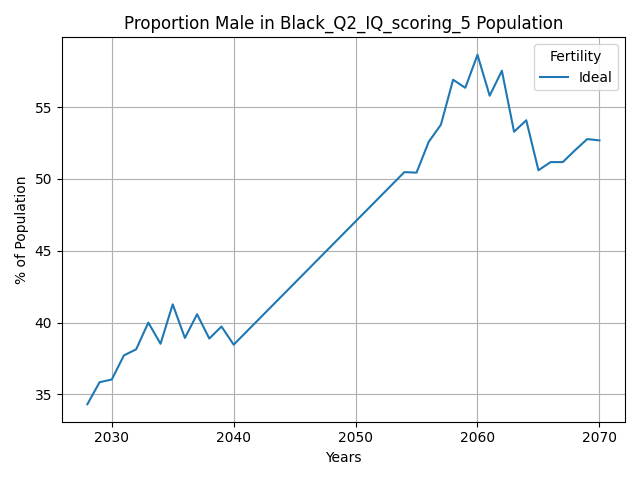 Proportion Male in Black_Q2_IQ_scoring_5 Population
Fertility
Ideal
% of Population
55
50
45
40
35
2030 2040 2050 2060 2070
Years